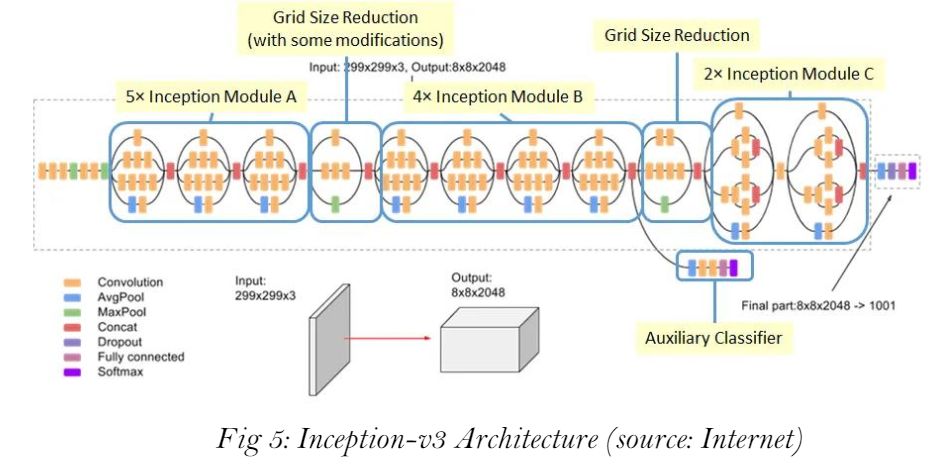 Grid Size Reduction
(with some modifications)
Grid Size Reduction
Input: 299x299x3, Output:8x8x2048
2× Inception Module C
5× Inception Module A
4× Inception Module B
Convolution
AvgPool
MaxPool
Concat
Dropout
Fully connected
Softmax
Input:
299x299x3
Output:
8x8x2048
Final part:8x8x2048 -> 1001
Auxiliary Classifier
Fig 5: Inception-v3 Architecture (source: Internet)